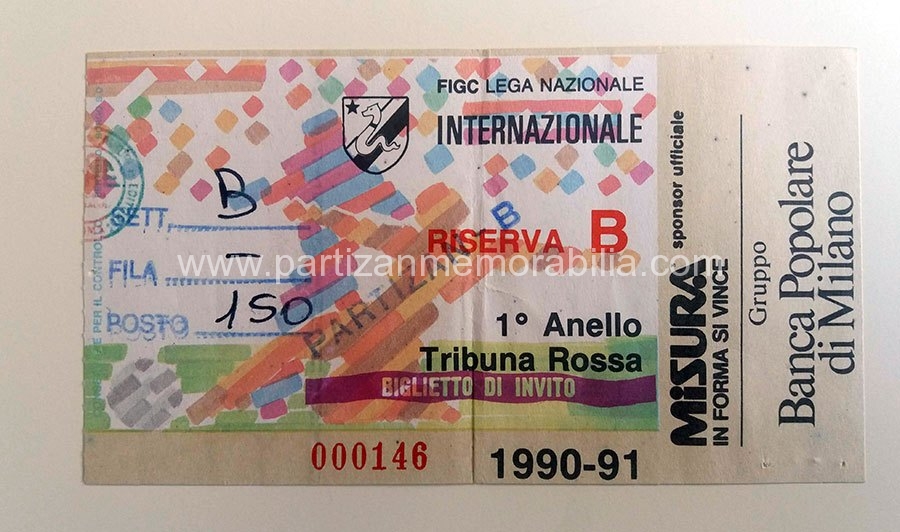 FIGC LEGA NAZIONALE
INTERNAZIONALE
SETT. B
FILA -
POSTO 150
PARTIZAN - B
RISERVA B
1° Anello
Tribuna Rossa
BIGLIETTO DI INVITO
000146
1990-91
MiSURA sponsor ufficiale
IN FORMA SI VINCE
Gruppo
Banca Popolare
di Milano
www.partizanmemorabilia.com